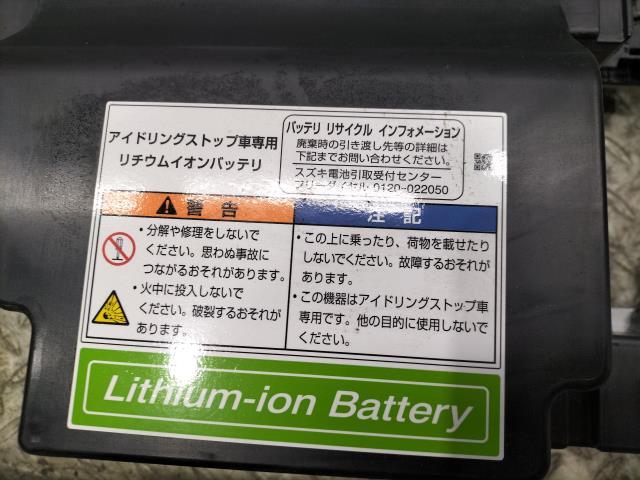 アイドリングストップ車専用
リチウムイオンバッテリ
バッテリ リサイクル インフォメーション
廃棄時の引き渡し先等の詳細は
下記までお問い合わせください。
スズキ電池引取受付センター
フリーダイヤル 0120-022050
警告
・分解や修理をしないで
ください。思わぬ事故に
つながるおそれがあります。
・火中に投入しないで
ください。破裂するおそれが
あります。
注記
・この上に乗ったり、荷物を載せたり
しないでください。故障するおそれが
あります。
・この機器はアイドリングストップ車
専用です。他の目的に使用しないで
ください。
Lithium-ion Battery